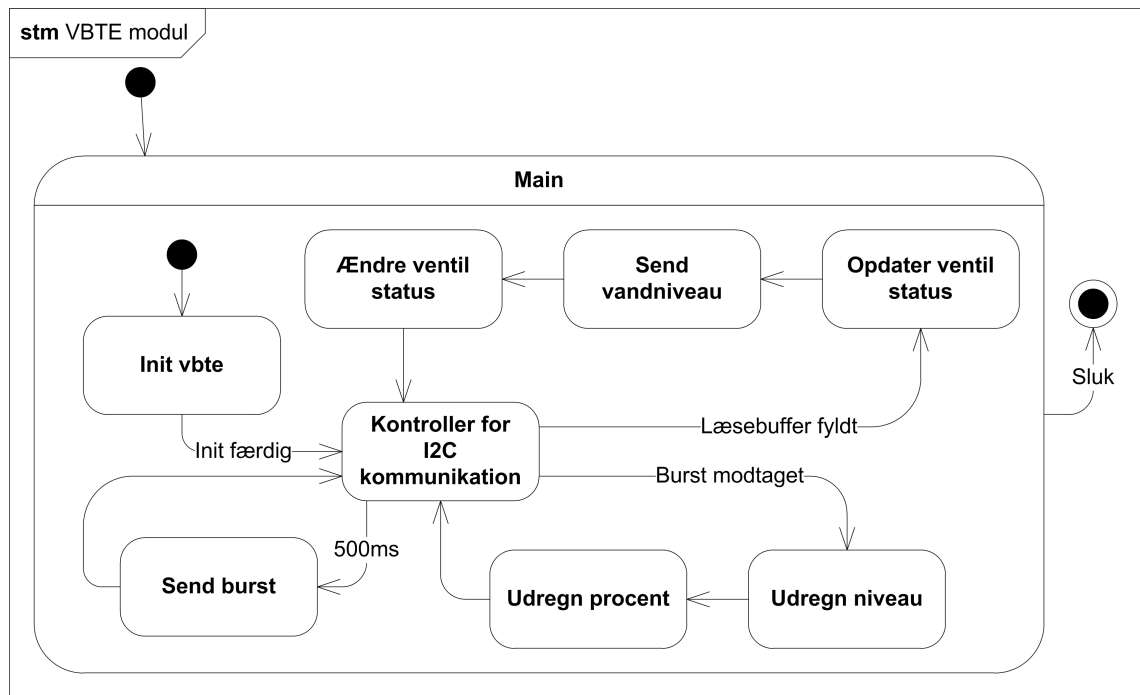 stm VBTE modul
Main
Ændre ventil
status
Send
vandniveau
Opdater ventil
status
Init vbte
Sluk
Kontroller for
I2C
kommunikation
Læsebuffer fyldt
Init færdig
Burst modtaget
500ms
Send burst
Udregn procent
Udregn niveau